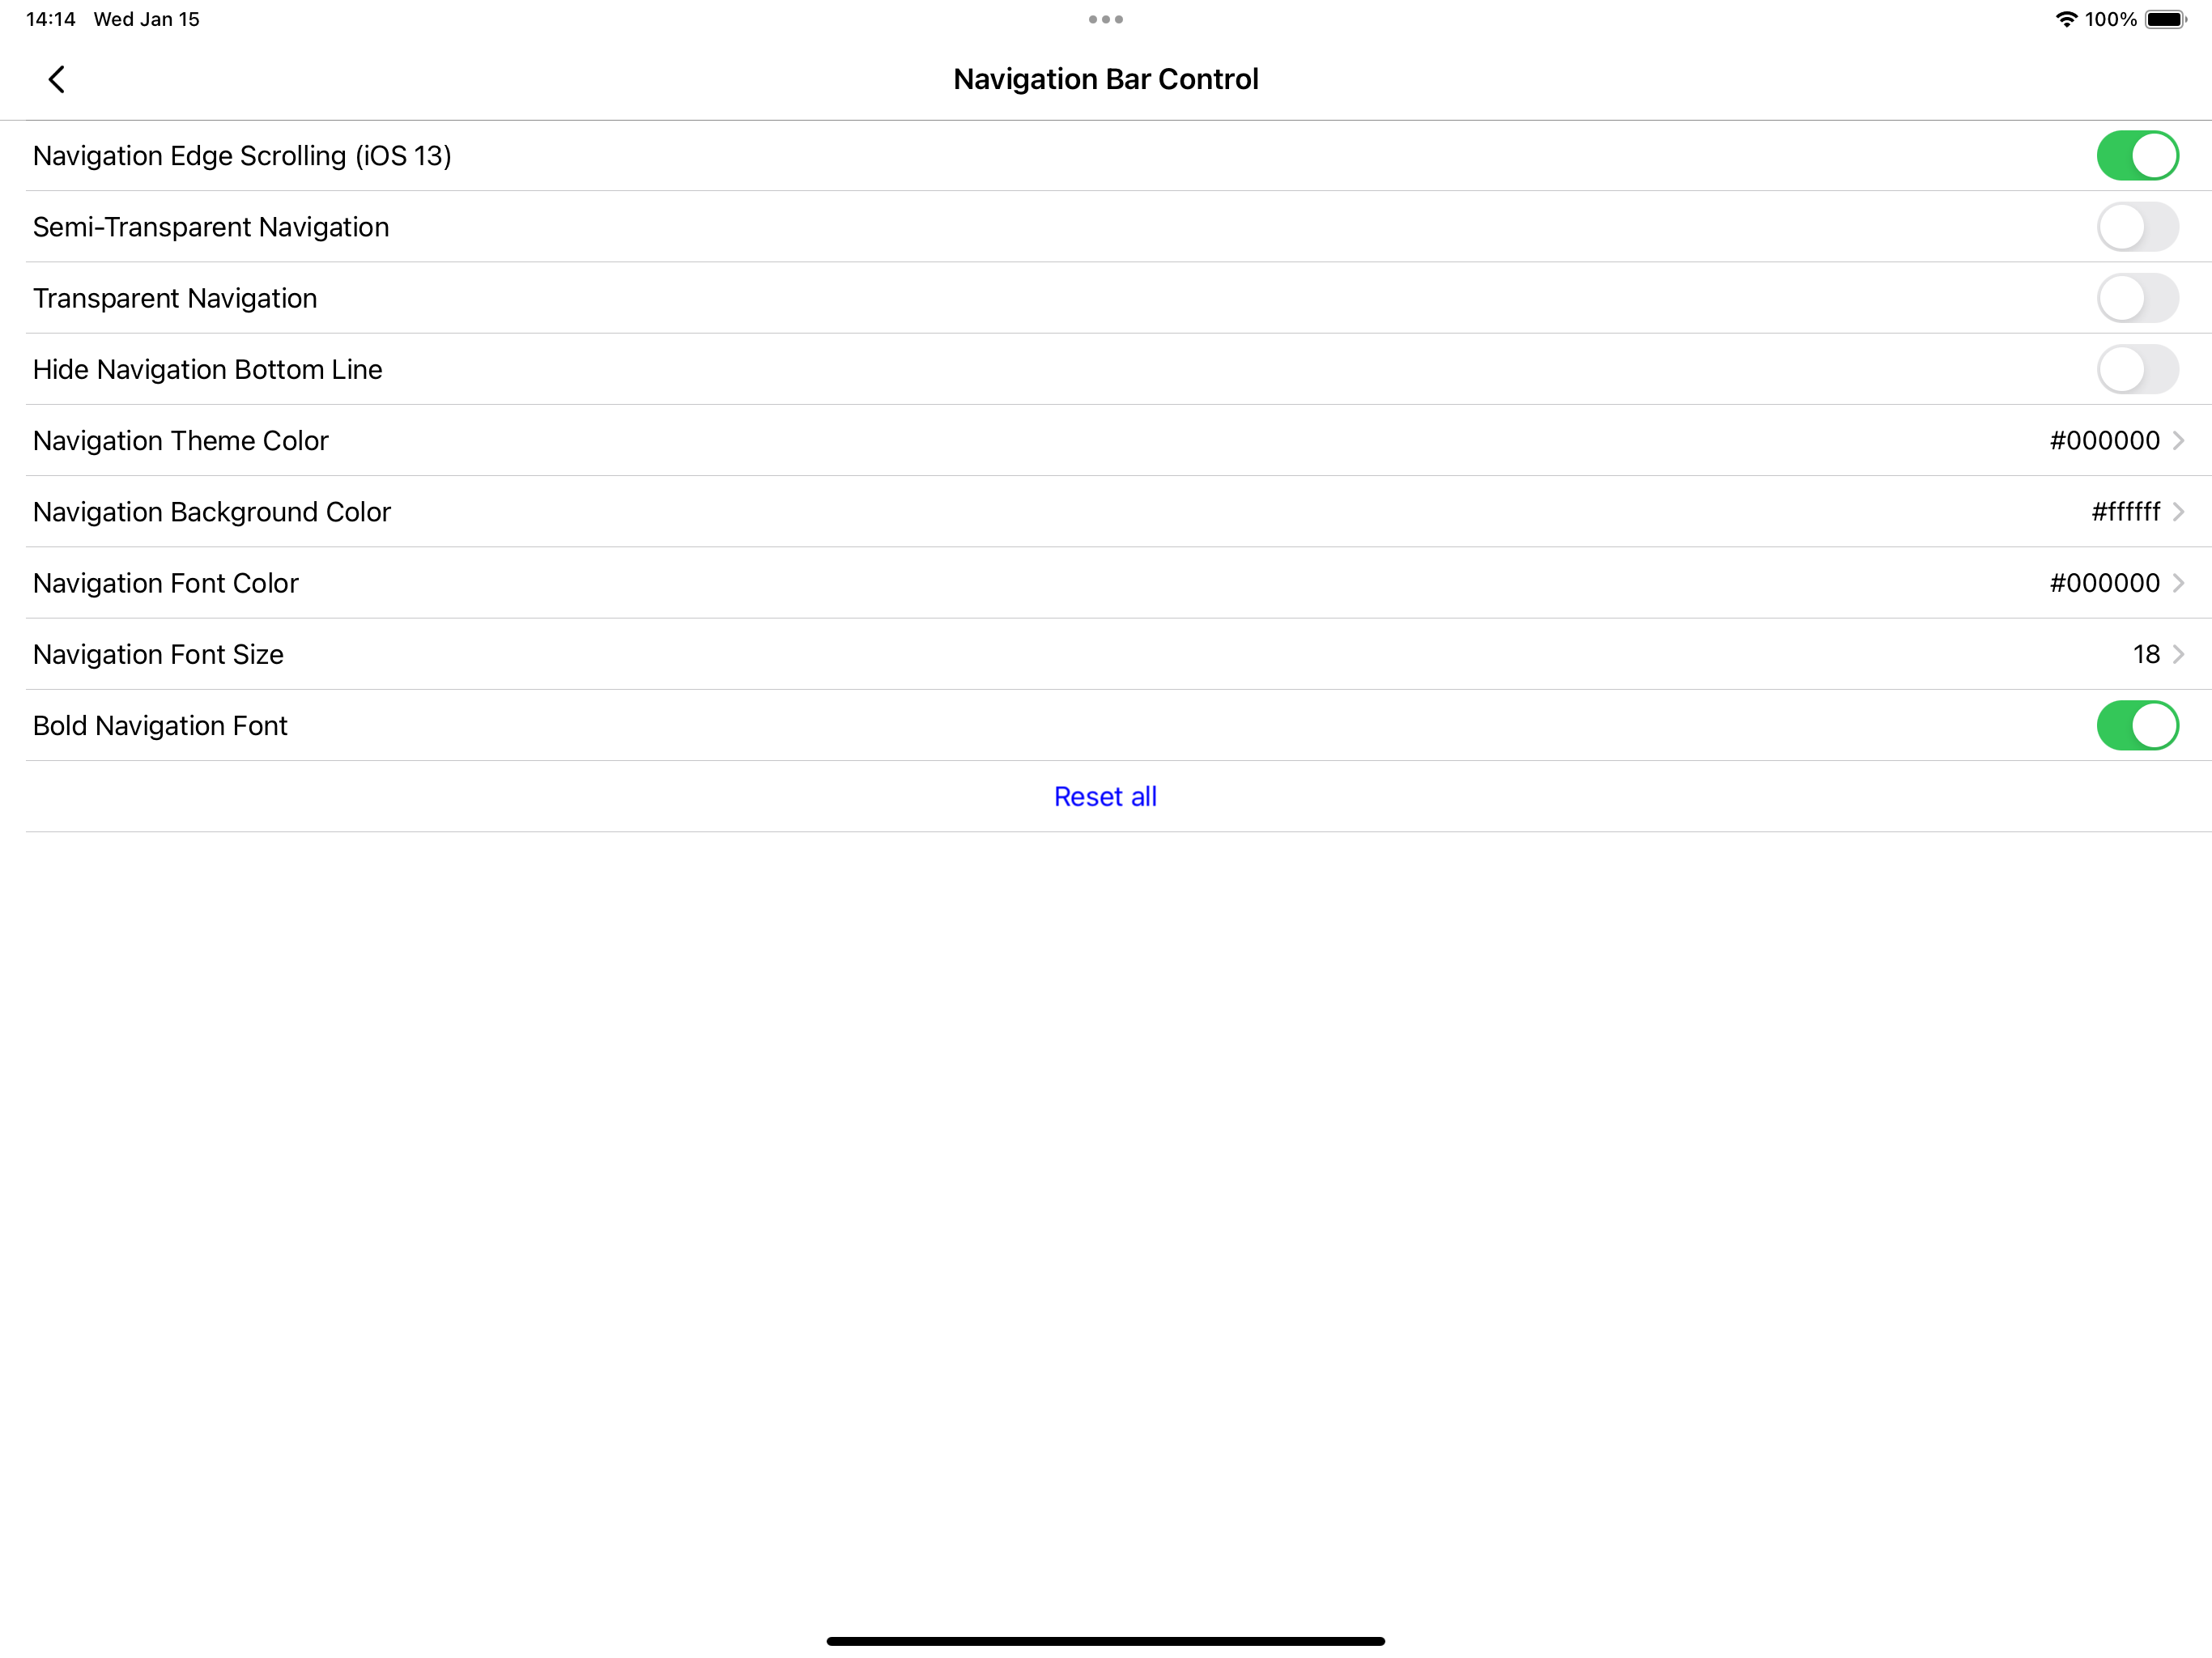 14:14 Wed Jan 15 100%
Navigation Bar Control
Navigation Edge Scrolling (iOS 13)
Semi-Transparent Navigation
Transparent Navigation
Hide Navigation Bottom Line
Navigation Theme Color #000000
Navigation Background Color #ffffff
Navigation Font Color #000000
Navigation Font Size 18
Bold Navigation Font
Reset all